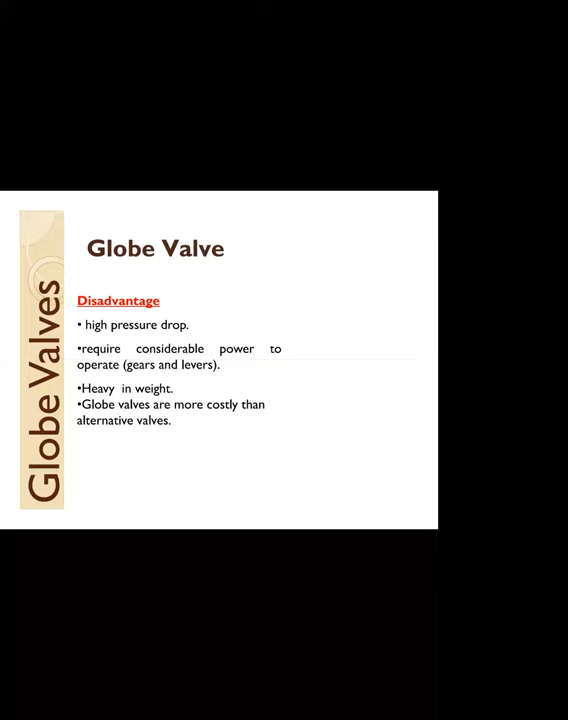 Globe Valves
Globe Valve
Disadvantage
• high pressure drop.
•require considerable power to
operate (gears and levers).
•Heavy in weight.
•Globe valves are more costly than
alternative valves.